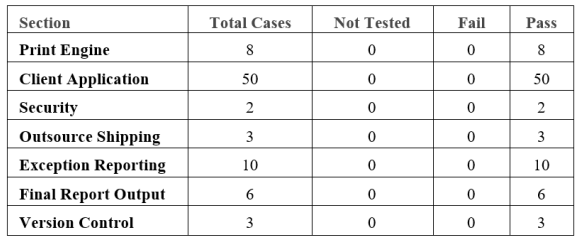 Section Total Cases Not Tested Fail Pass
Print Engine 8 0 0 8
Client Application 50 0 0 50
Security 2 0 0 2
Outsource Shipping 3 0 0 3
Exception Reporting 10 0 0 10
Final Report Output 6 0 0 6
Version Control 3 0 0 3